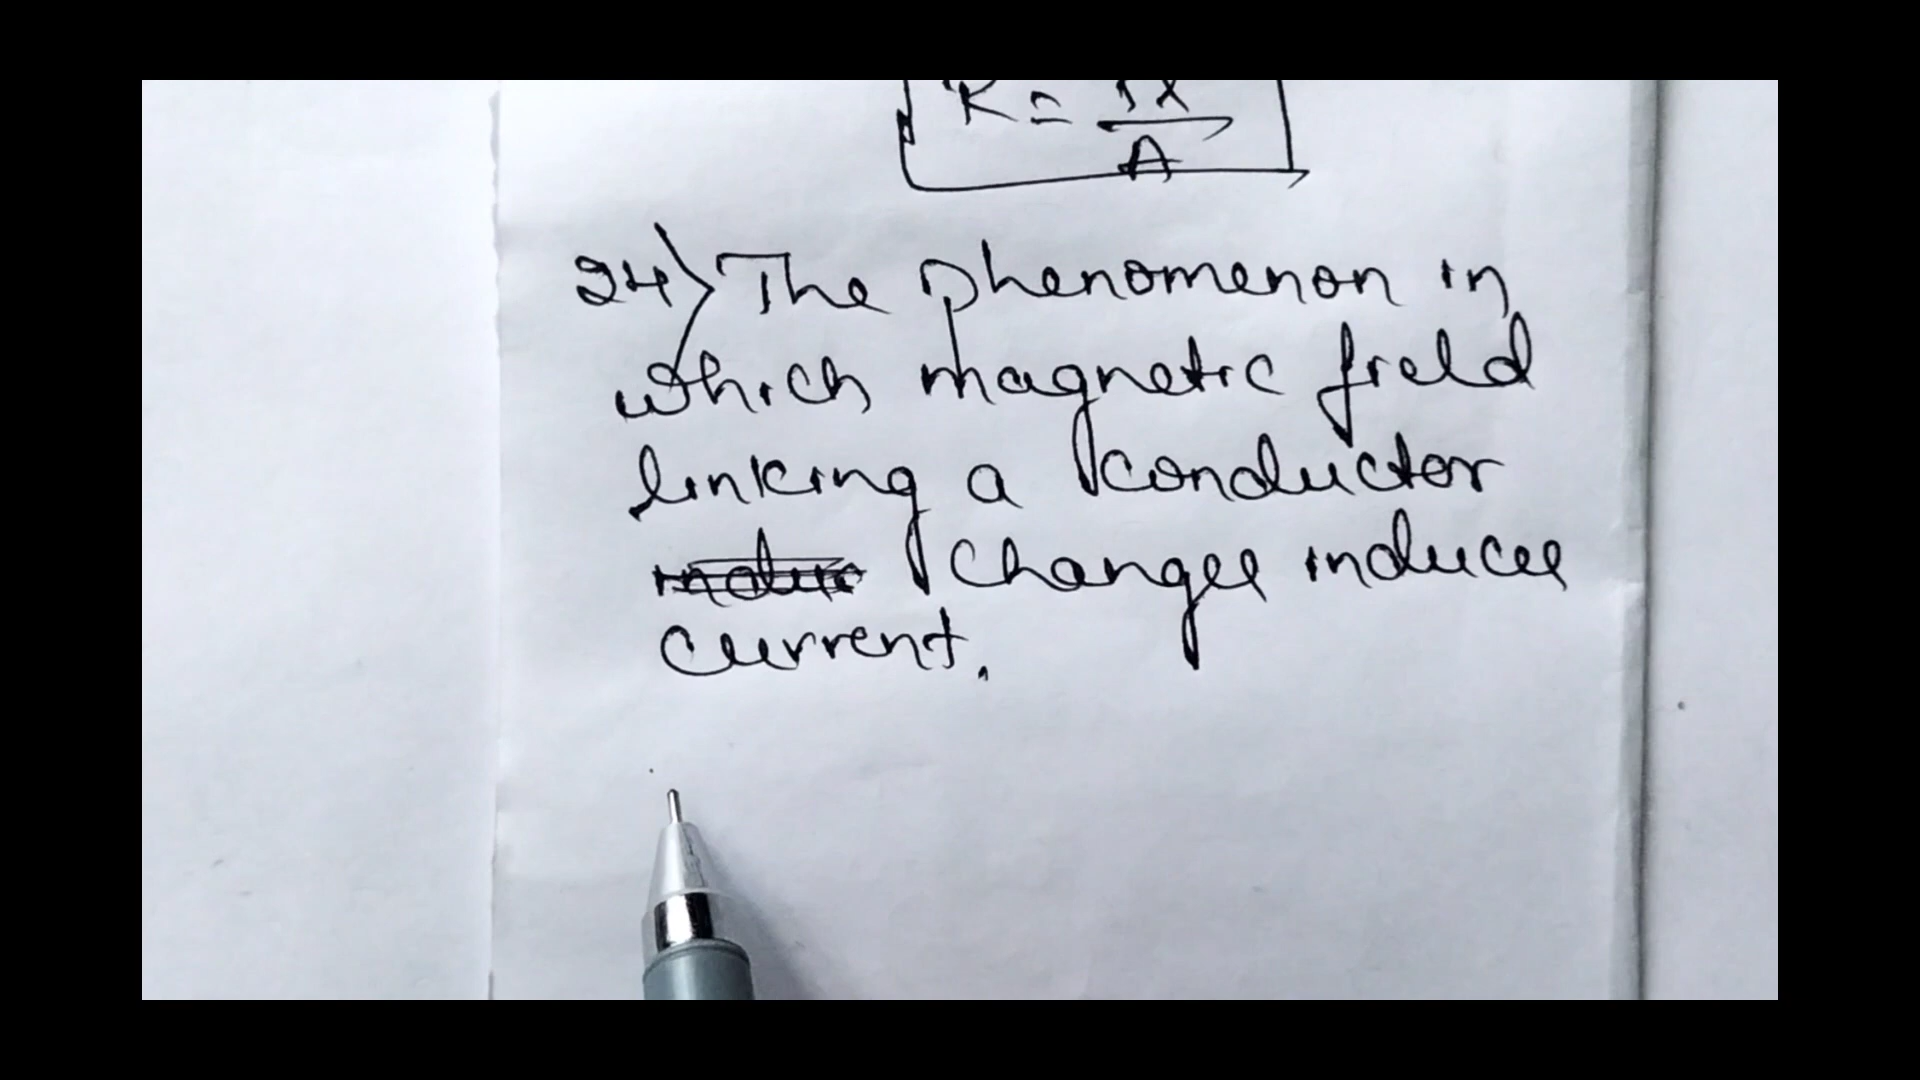 R =
A
24) The phenomenon in
which magnetic field
linking a conductor
changes induces
current.